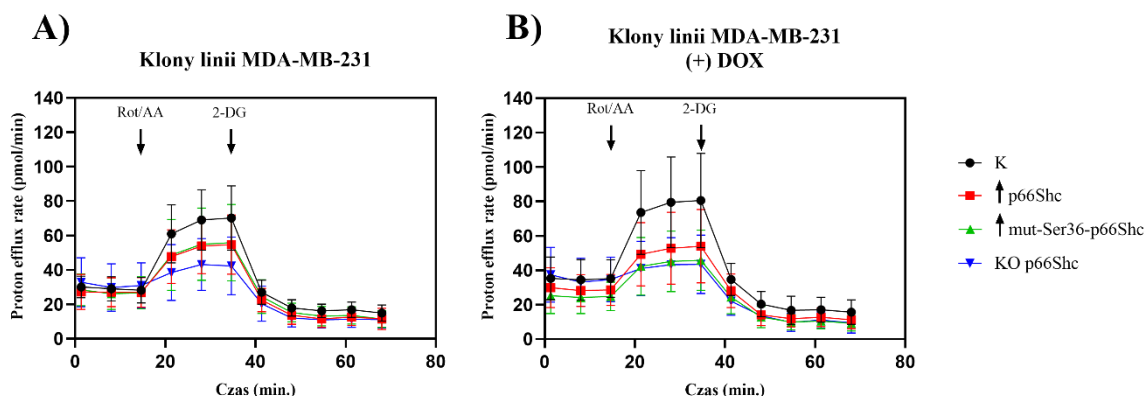 A)
Klony linii MDA-MB-231
Proton efflux rate (pmol/min)
140
120
100
80
60
40
20
0
Rot/AA
2-DG
0
20
40
60
80
Czas (min.)
B)
Klony linii MDA-MB-231
(+) DOX
Proton efflux rate (pmol/min)
140
120
100
80
60
40
20
0
Rot/AA
2-DG
0
20
40
60
80
Czas (min.)
K
p66Shc
mut-Ser36-p66Shc
KO p66Shc